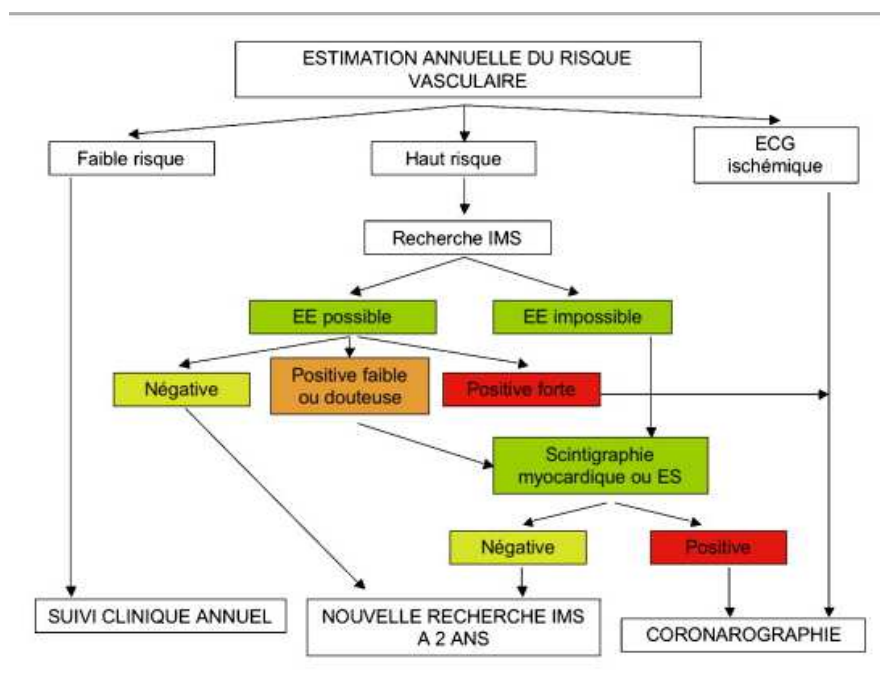 ESTIMATION ANNUELLE DU RISQUE
VASCULAIRE
Faible risque
Haut risque
ECG
ischémique
Recherche IMS
EE possible
EE impossible
Négative
Positive faible
ou douteuse
Positive forte
Scintigraphie
myocardique ou ES
Négative
Positive
SUIVI CLINIQUE ANNUEL
NOUVELLE RECHERCHE IMS
A 2 ANS
CORONAROGRAPHIE